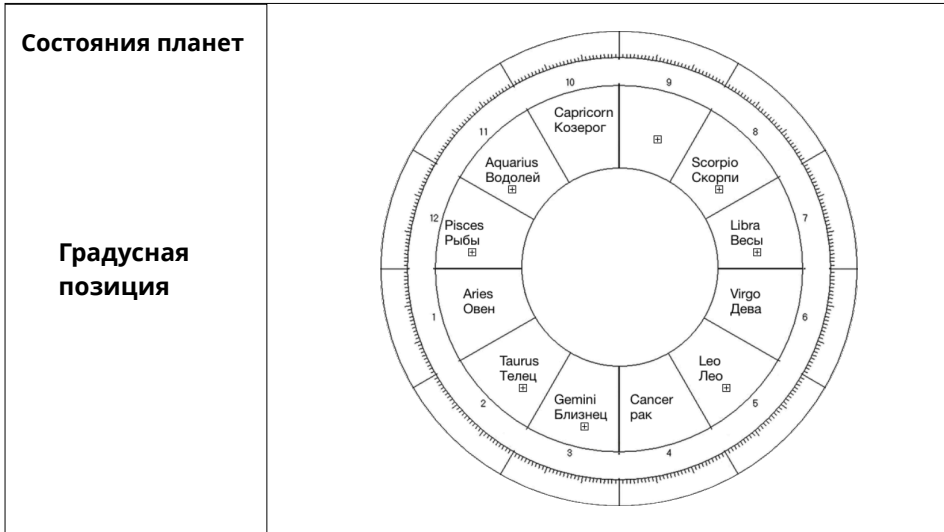 Состояния планет
Градусная
позиция
10
9
Capricorn
Козерог
11
8
Aquarius
Водолей
Scorpio
Скорпи
12
7
Pisces
Рыбы
Libra
Весы
Aries
Овен
Virgo
Дева
1
6
Taurus
Телец
Leo
Лео
Gemini
Близнец
Cancer
рак
2
5
3
4